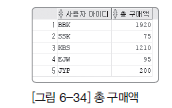 사용자 아이디 총 구매액
1 BBK 1920
2 SSK 75
3 KBS 1210
4 EJW 95
5 JYP 200
[그림 6-34] 총 구매액